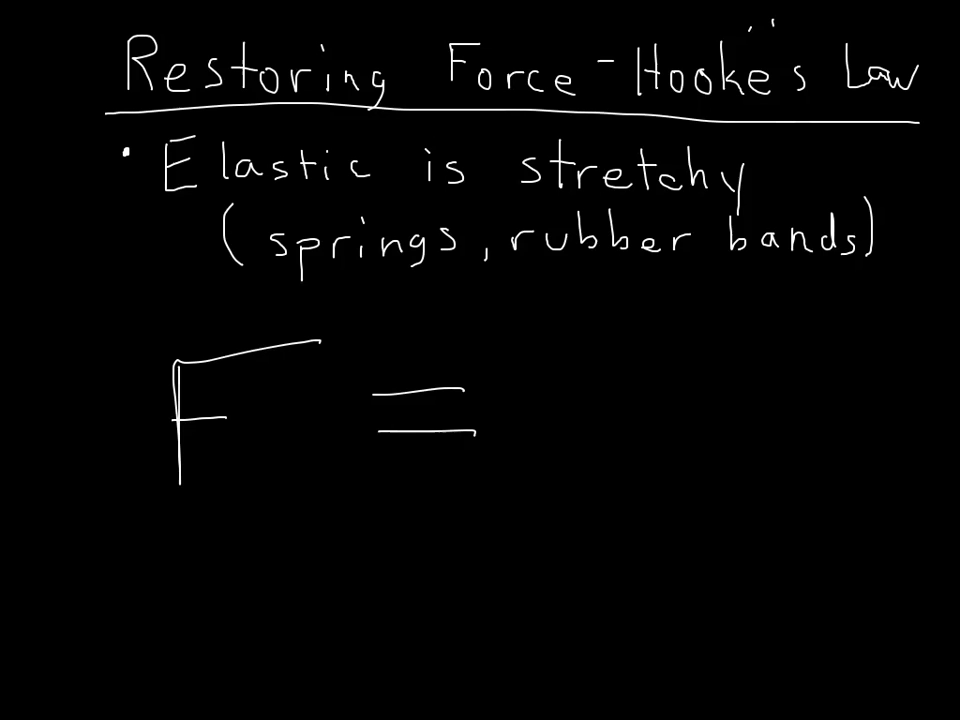 Restoring Force - Hooke's Law
• Elastic is stretchy
(springs, rubber bands)
F =